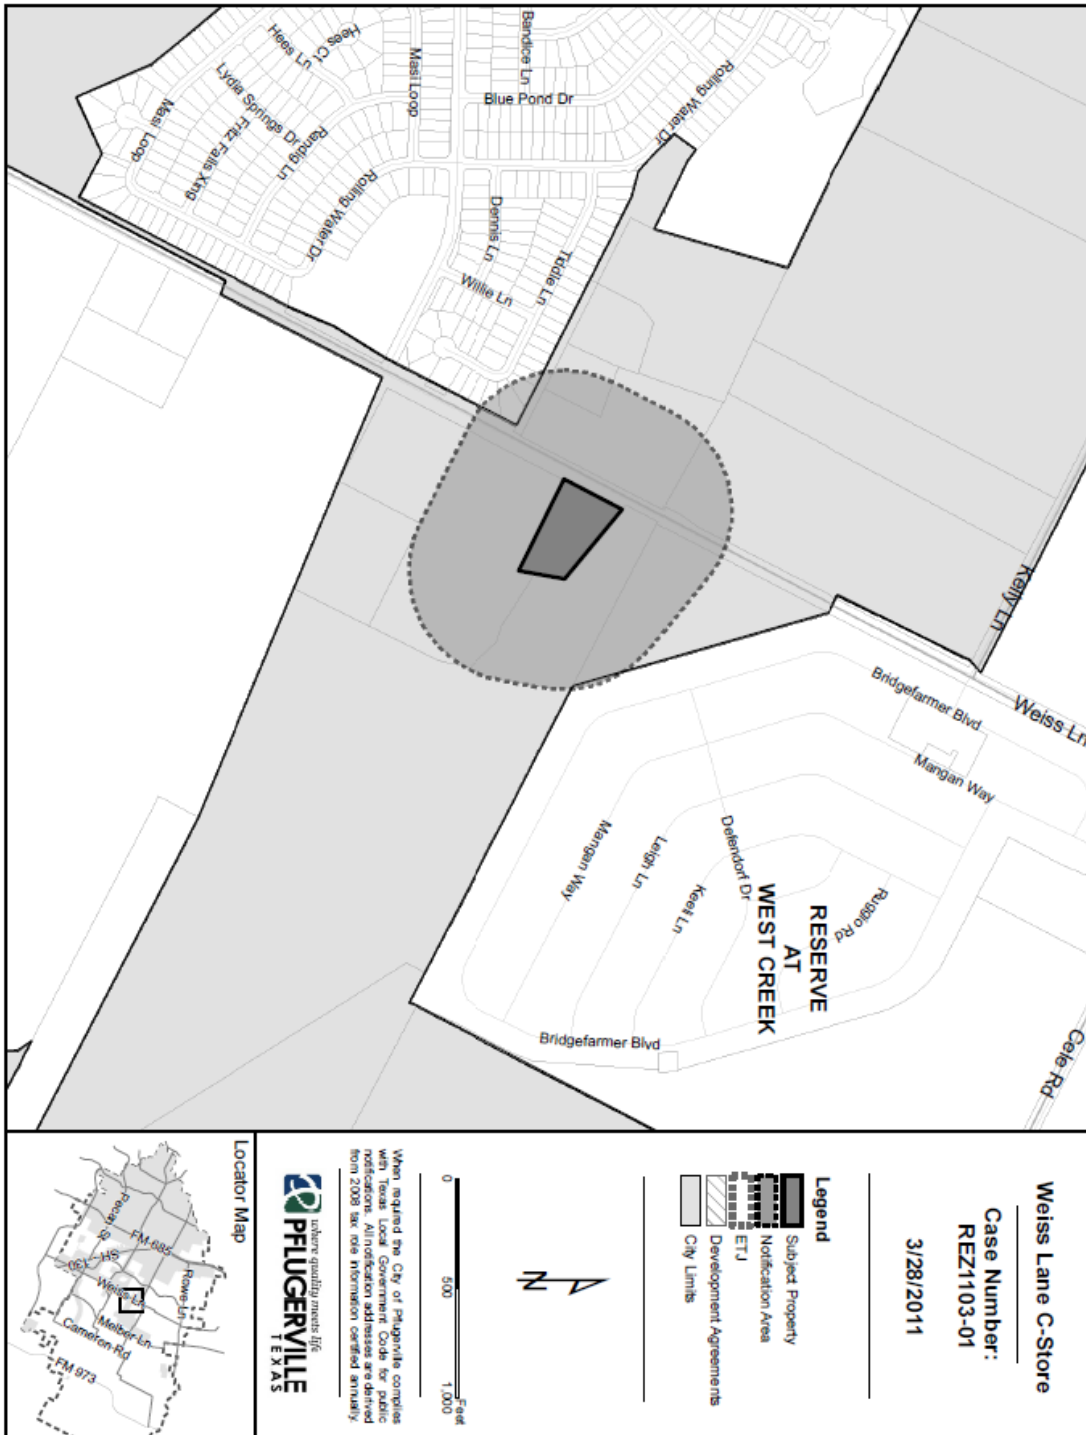 Weiss Lane C-Store
Case Number:
REZ1103-01
3/28/2011
Legend
Subject Property
Notification Area
ETJ
Development Agreements
City Limits
N
0
500
1,000
Feet
When required the City of Pflugerville complies
with Texas Local Government Code for public
notifications. All notification addresses are derived
from 2008 tax role information certified annually.
where quality meets life
PFLUGERVILLE
TEXAS
Locator Map
Pecan St
FM 685
SH-130
Weiss Ln
Rowe Ln
Melber Ln
Cameron Rd
FM 973
Hees Ln
Hees Ct
Masi Loop
Bandice Ln
Blue Pond Dr
Rolling Water Dr
Lydia Springs Dr
Masi Loop
Fritz Falls Xing
Randig Ln
Rolling Water Dr
Dennis Ln
Tiddle Ln
Willie Ln
Kelly Ln
Weiss Ln
Bridgefarmer Blvd
Mangan Way
Defendorf Dr
Mangan Way
Leigh Ln
Keeli Ln
Ruggio Rd
RESERVE
AT
WEST CREEK
Bridgefarmer Blvd
Cele Rd